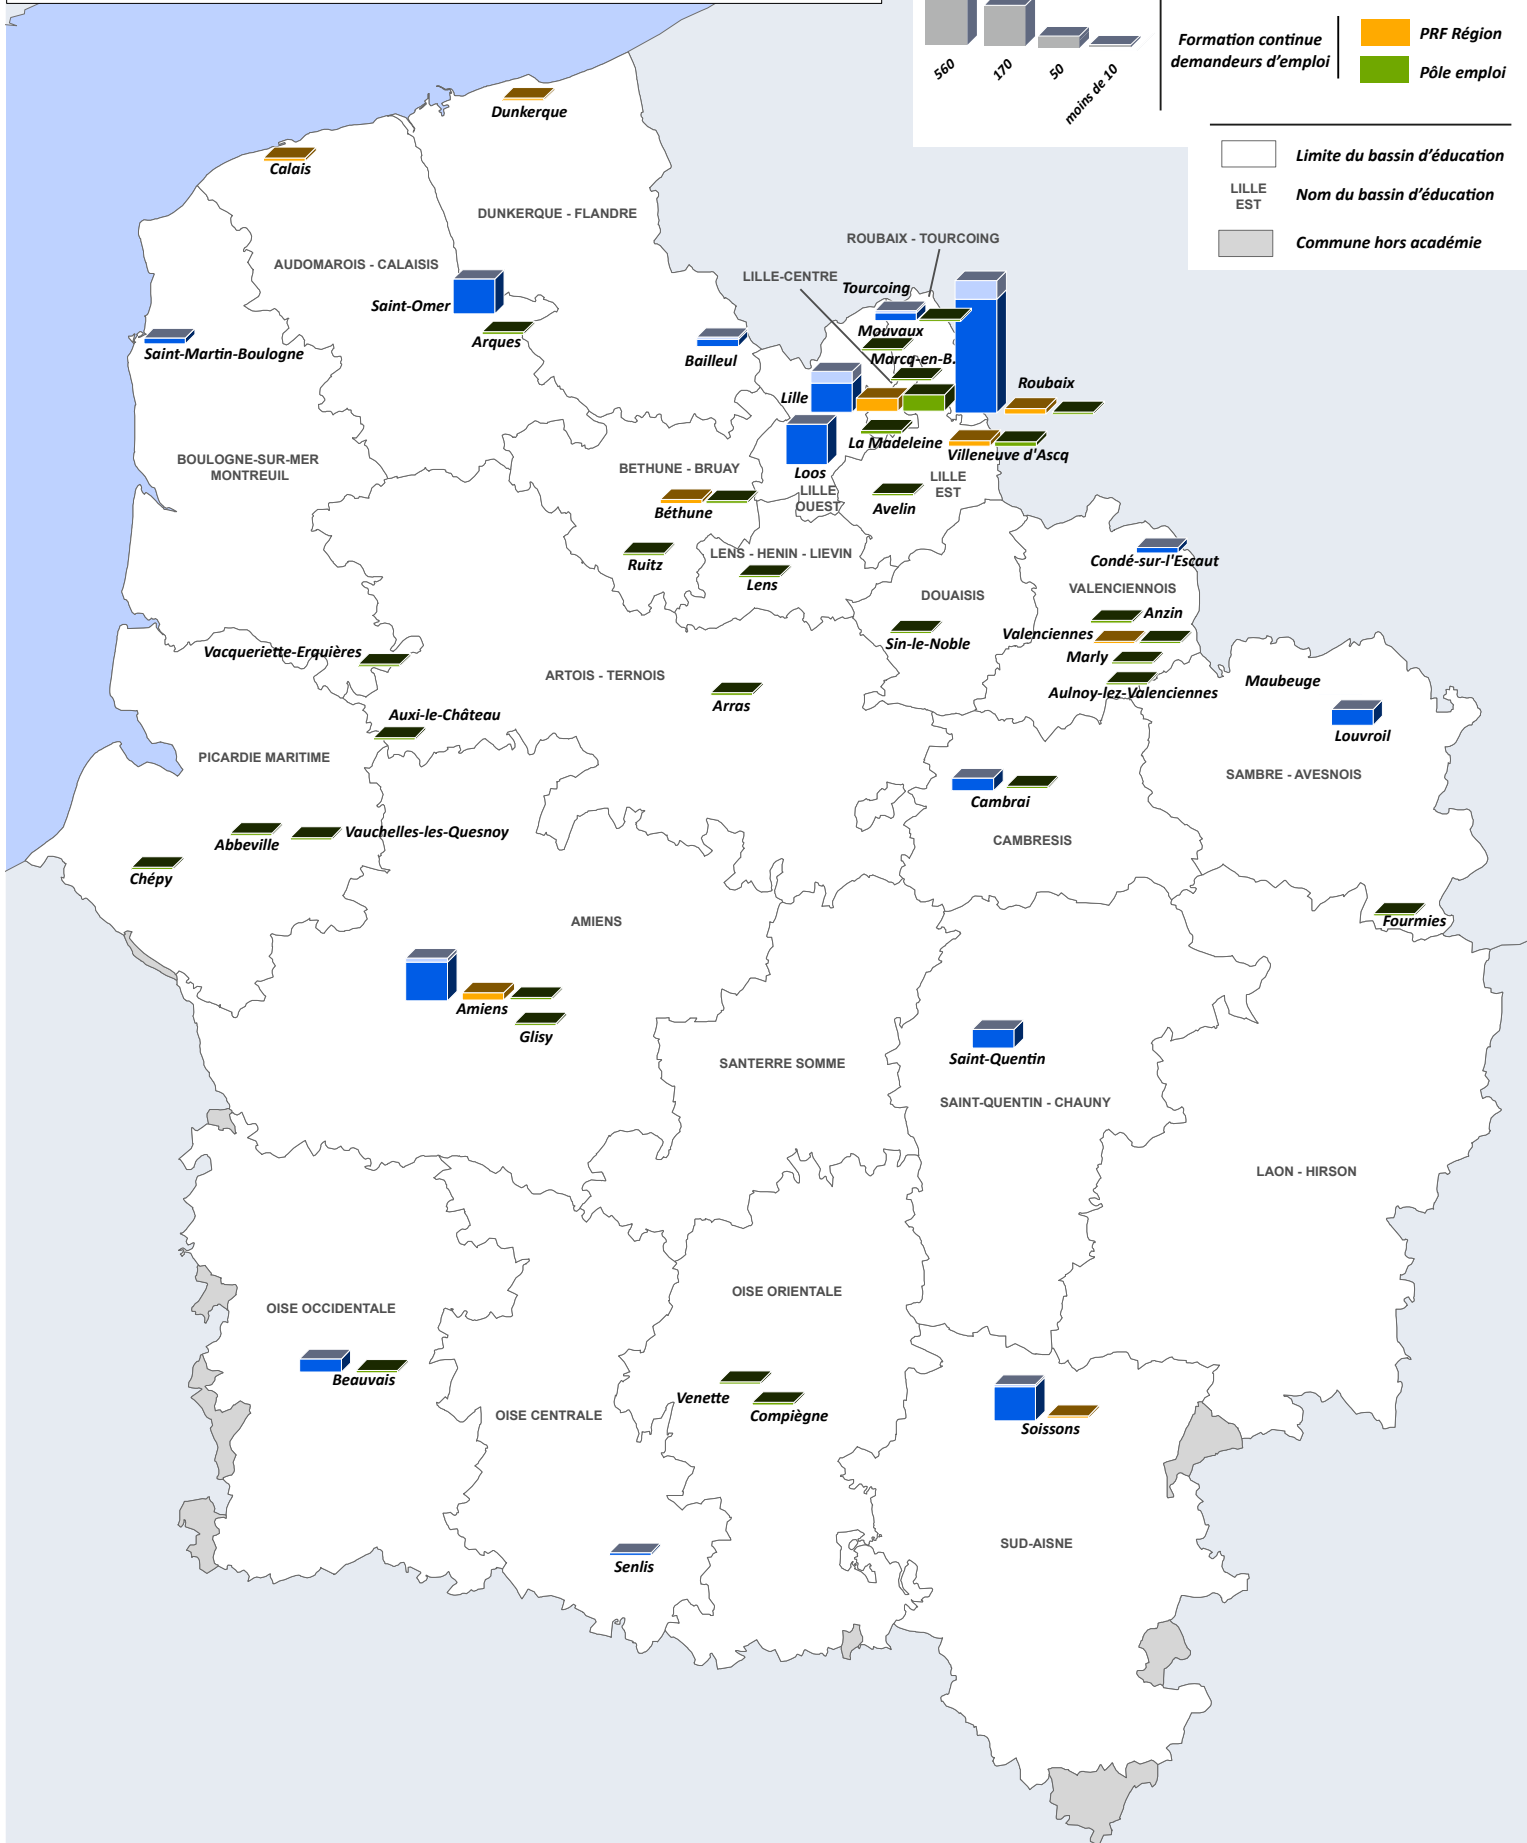 560
170
50
moins de 10
Formation continue
demandeurs d'emploi
PRF Région
Pôle emploi
Limite du bassin d'éducation
LILLE
EST
Nom du bassin d'éducation
Commune hors académie
Dunkerque
Calais
DUNKERQUE - FLANDRE
ROUBAIX - TOURCOING
AUDOMAROIS - CALAISIS
LILLE-CENTRE
Tourcoing
Saint-Omer
Mouvaux
Arques
Saint-Martin-Boulogne
Bailleul
Marcq-en-B.
Roubaix
Lille
La Madeleine
Villeneuve d'Ascq
BOULOGNE-SUR-MER
MONTREUIL
BETHUNE - BRUAY
Loos
LILLE
OUEST
LILLE
EST
Béthune
Avelin
Ruitz
LENS - HENIN - LIEVIN
Lens
Condé-sur-l'Escaut
VALENCIENNOIS
DOUAISIS
Anzin
Valenciennes
Sin-le-Noble
Marly
Vacqueriette-Erquières
ARTOIS - TERNOIS
Maubeuge
Aulnoy-lez-Valenciennes
Arras
Auxi-le-Château
Louvroil
PICARDIE MARITIME
SAMBRE - AVESNOIS
Cambrai
Abbeville
Vauchelles-les-Quesnoy
CAMBRESIS
Chépy
AMIENS
Fourmies
Amiens
Glisy
SANTERRE SOMME
Saint-Quentin
SAINT-QUENTIN - CHAUNY
LAON - HIRSON
OISE ORIENTALE
OISE OCCIDENTALE
Beauvais
Venette
Compiègne
OISE CENTRALE
Soissons
SUD-AISNE
Senlis